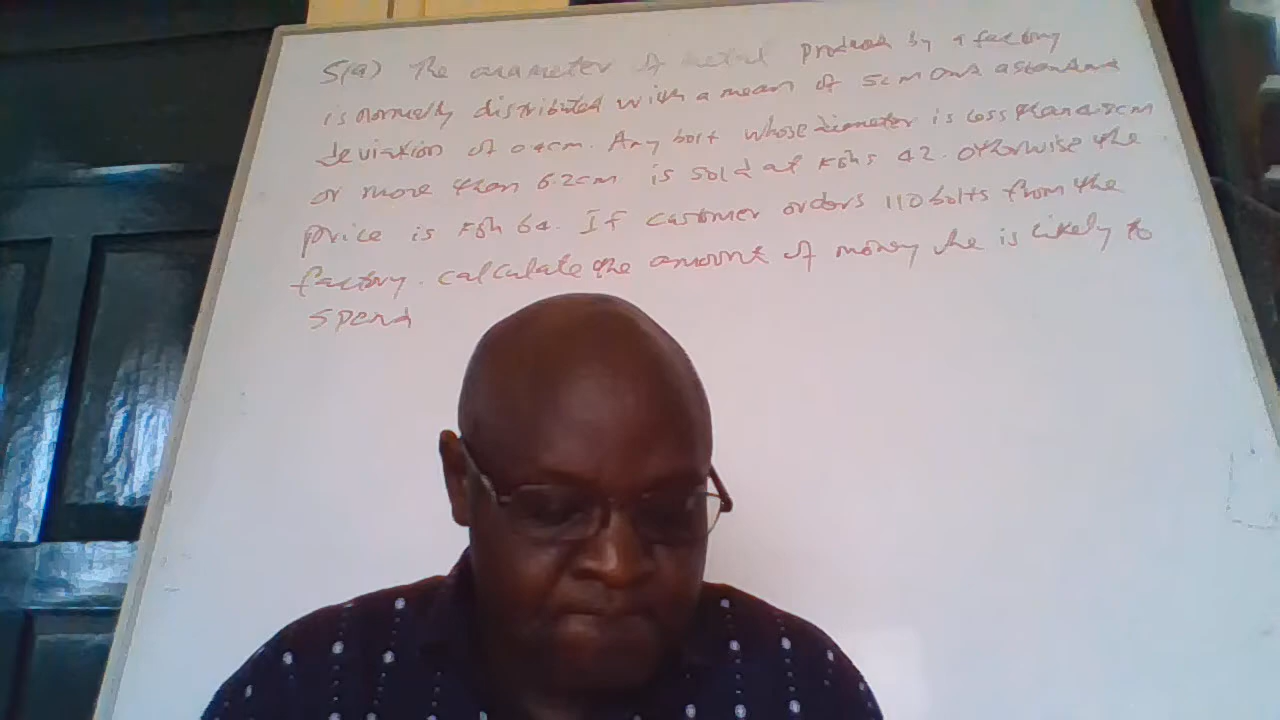 5(a) The diameter of metal produced by a factory
is normally distributed with a mean of 5cm and a standard
deviation of 0.4cm. Any bolt whose diameter is less than 4.5cm
or more than 6.2cm is sold at Ksh s 42. Otherwise the
price is Ksh 64. If customer orders 110 bolts from the
factory. calculate the amount of money he is likely to
spend